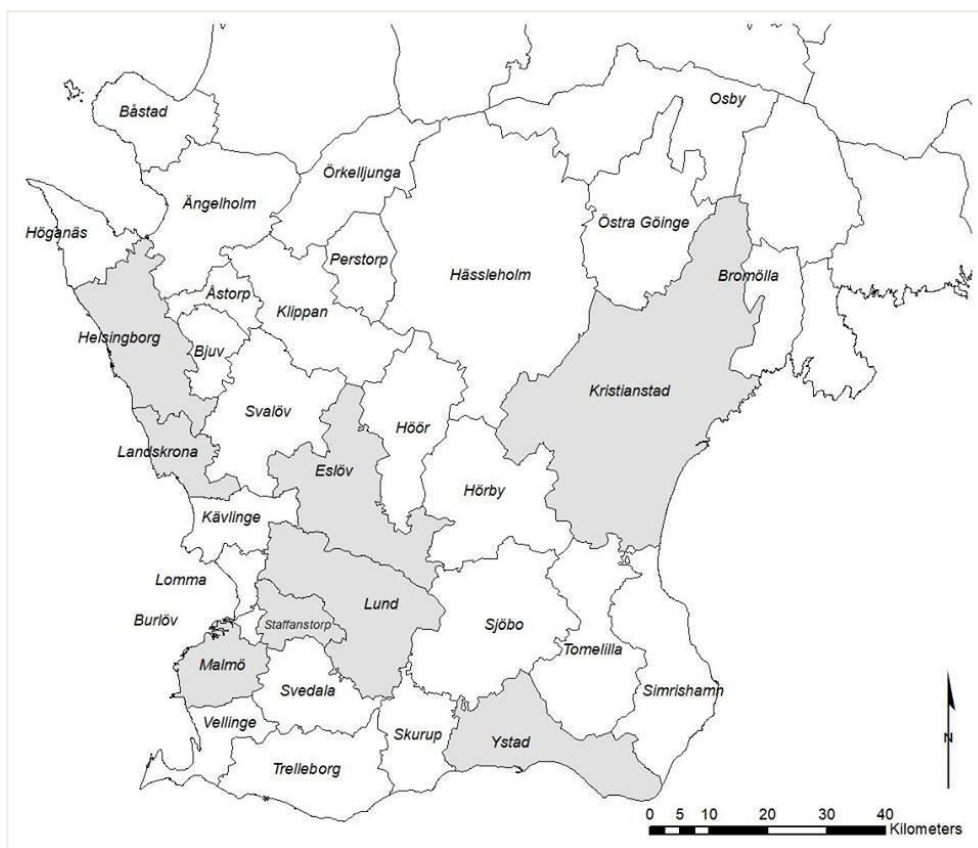 Osby
Båstad
Örkelljunga
Ängelholm
Östra Göinge
Höganäs
Perstorp
Hässleholm
Bromölla
Åstorp
Klippan
Helsingborg
Bjuv
Kristianstad
Svalöv
Höör
Landskrona
Eslöv
Hörby
Kävlinge
Lomma
Lund
Burlöv
Staffanstorp
Sjöbo
Tomelilla
Malmö
Svedala
Simrishamn
Vellinge
Skurup
Ystad
N
Trelleborg
0 5 10 20 30 40
Kilometers